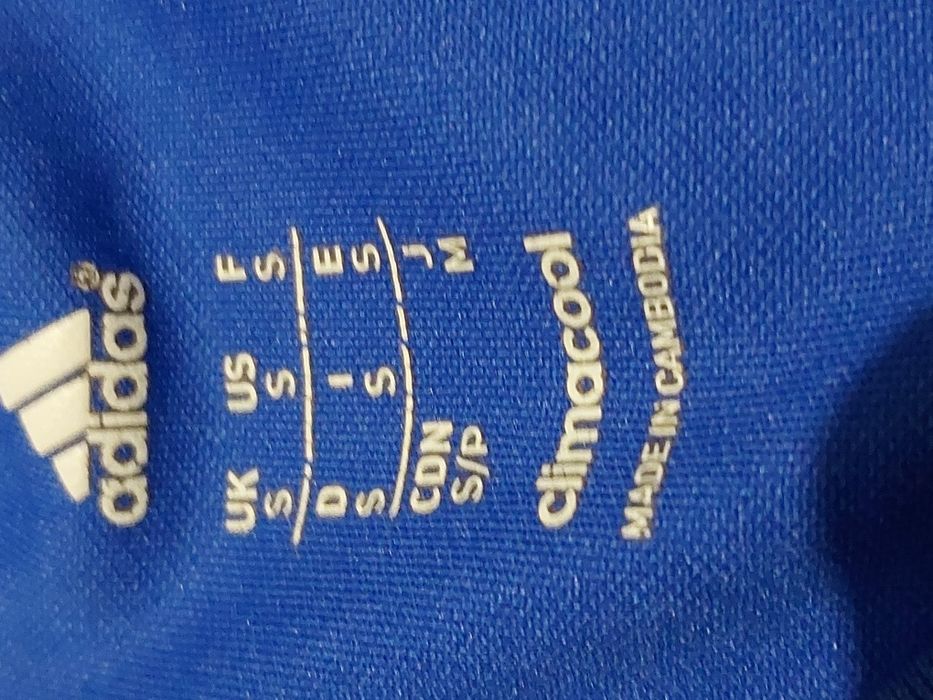 adidas®
UK US F
S S S
D I E
S S S
CDN J
S/P M
climacool
MADE IN CAMBODIA